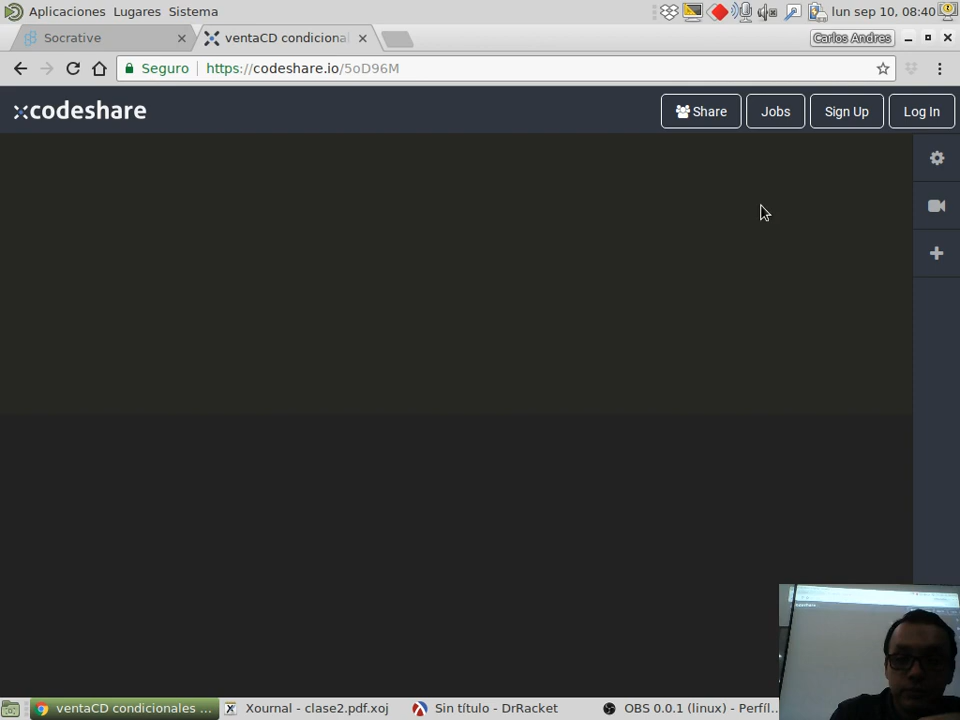 Aplicaciones Lugares Sistema
lun sep 10, 08:40
Socrative
ventaCD condiciona
Carlos Andres
Seguro
https://codeshare.io/5oD96M
codeshare
Share
Jobs
Sign Up
Log In
ventaCD condicionales ...
Xournal - clase2.pdf.xoj
Sin título - DrRacket
OBS 0.0.1 (linux) - Perfil...